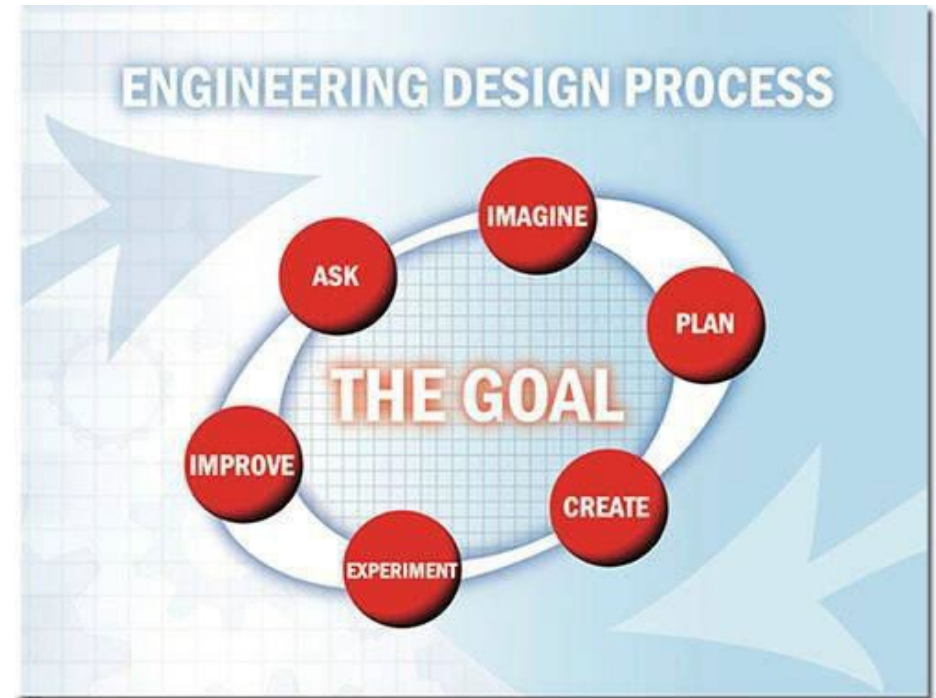 ENGINEERING DESIGN PROCESS
IMAGINE
ASK
PLAN
THE GOAL
IMPROVE
CREATE
EXPERIMENT